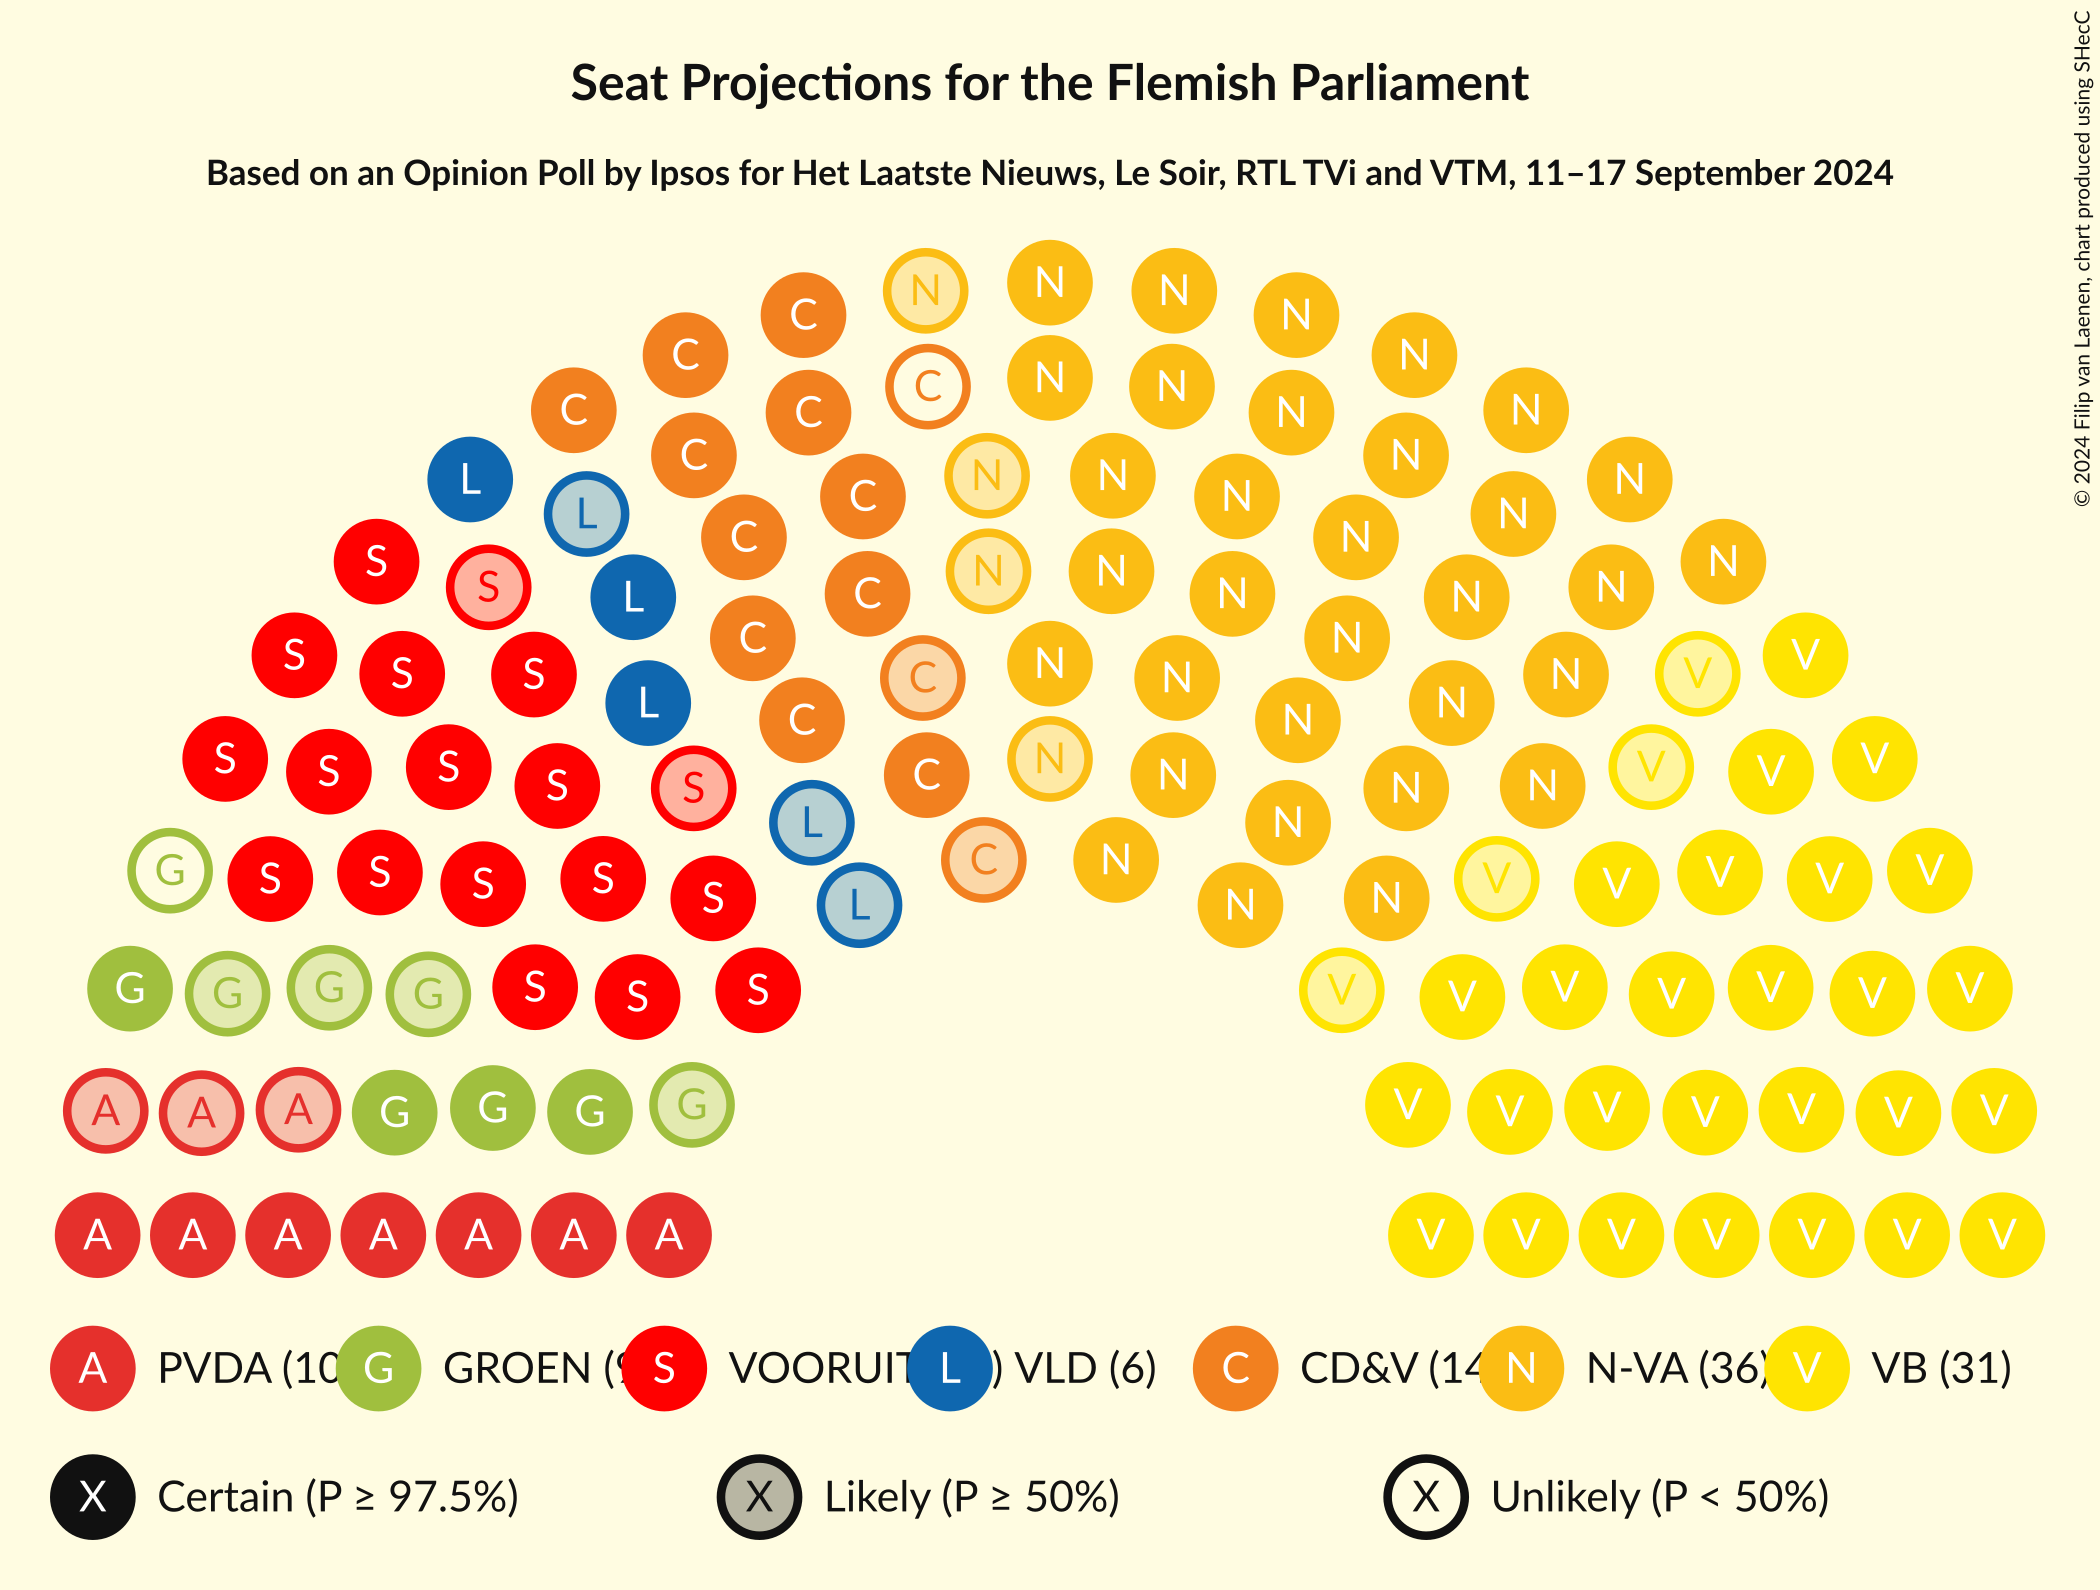 Seat Projections for the Flemish Parliament
Based on an Opinion Poll by Ipsos for Het Laatste Nieuws, Le Soir, RTL TVi and VTM, 11–17 September 2024
© 2024 Filip van Laenen, chart produced using SHecC
N N N N N
C C N N N N
C C C N N N N
L L C C N N N N N N
S S L C C N N N N N N
S S S L C C C N N N N N N V V
S S S S S C C N N N N N V V V
G S S S S S L L C N N N N V V V V V
G G G G S S S V V V V V V V
A A A G G G G V V V V V V V
A A A A A A A V V V V V V V
A PVDA (10 G GROEN ( S VOORUIT L ) VLD (6) C CD&V (14 N N-VA (36) V VB (31)
X Certain (P ≥ 97.5%) X Likely (P ≥ 50%) X Unlikely (P < 50%)